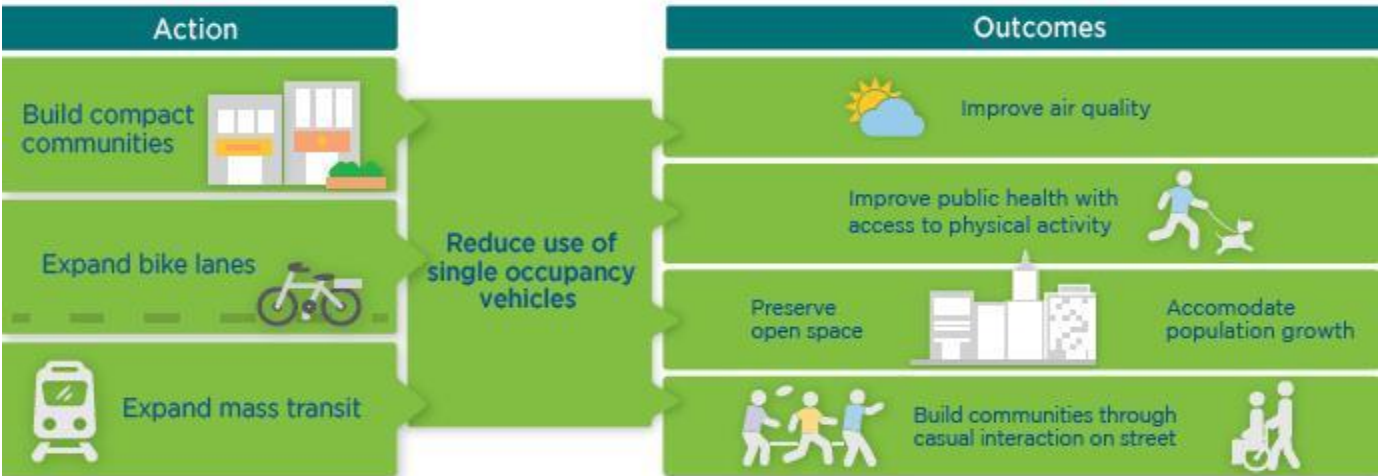 Action
Build compact
communities
Expand bike lanes
Expand mass transit
Reduce use of
single occupancy
vehicles
Outcomes
Improve air quality
Improve public health with
access to physical activity
Preserve
open space
Accomodate
population growth
Build communities through
casual interaction on street